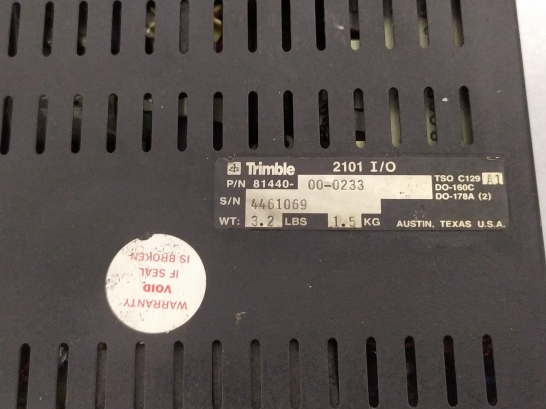 Trimble 2101 I/O
P/N 81440- 00-0233
TSO C129 A1
DO-160C
DO-178A (2)
S/N 4461069
WT: 3.2 LBS 1.5 KG AUSTIN, TEXAS U.S.A.
WARRANTY
VOID
IF SEAL
IS BROKEN